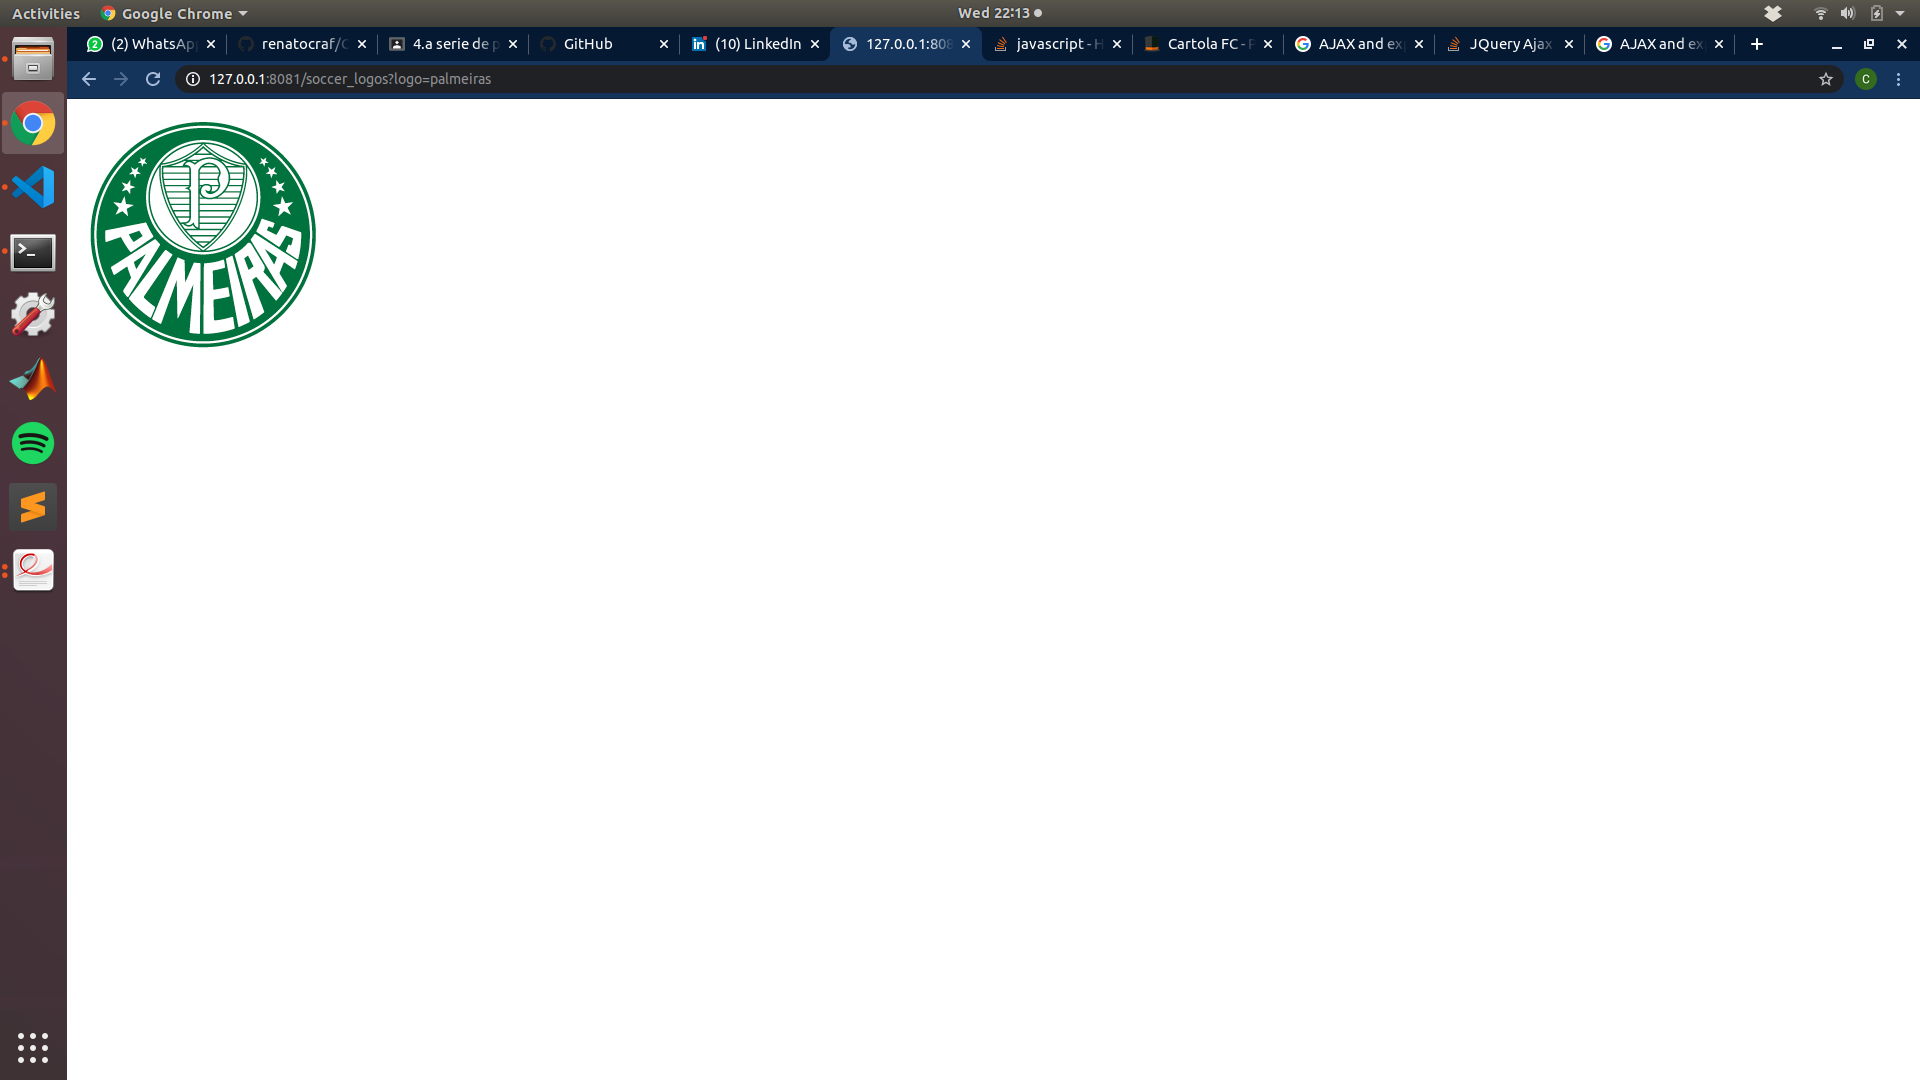 Activities Google Chrome Wed 22:13
(2) WhatsAp renatocraf/C 4.a serie de p GitHub (10) LinkedIn 127.0.0.1:808 javascript - H Cartola FC - P AJAX and exp JQuery Ajax AJAX and ex
127.0.0.1:8081/soccer_logos?logo=palmeiras C
P
PALMEIRAS